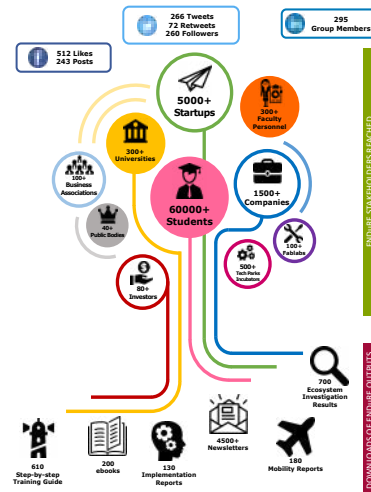 266 Tweets
72 Retweets
260 Followers
295
Group Members
512 Likes
243 Posts
5000+
Startups
300+
Faculty
Personnel
300+
Universities
100+
Business
Associations
60000+
Students
1500+
Companies
40+
Public Bodies
100+
Fablabs
500+
Tech Parks
Incubators
80+
Investors
ENDuRE STAKEHOLDERS REACHED
700
Ecosystem
Investigation
Results
DOWNLOADS OF ENDuRE OUTPUTS
4500+
Newsletters
610
Step-by-step
Training Guide
200
ebooks
130
Implementation
Reports
180
Mobility Reports